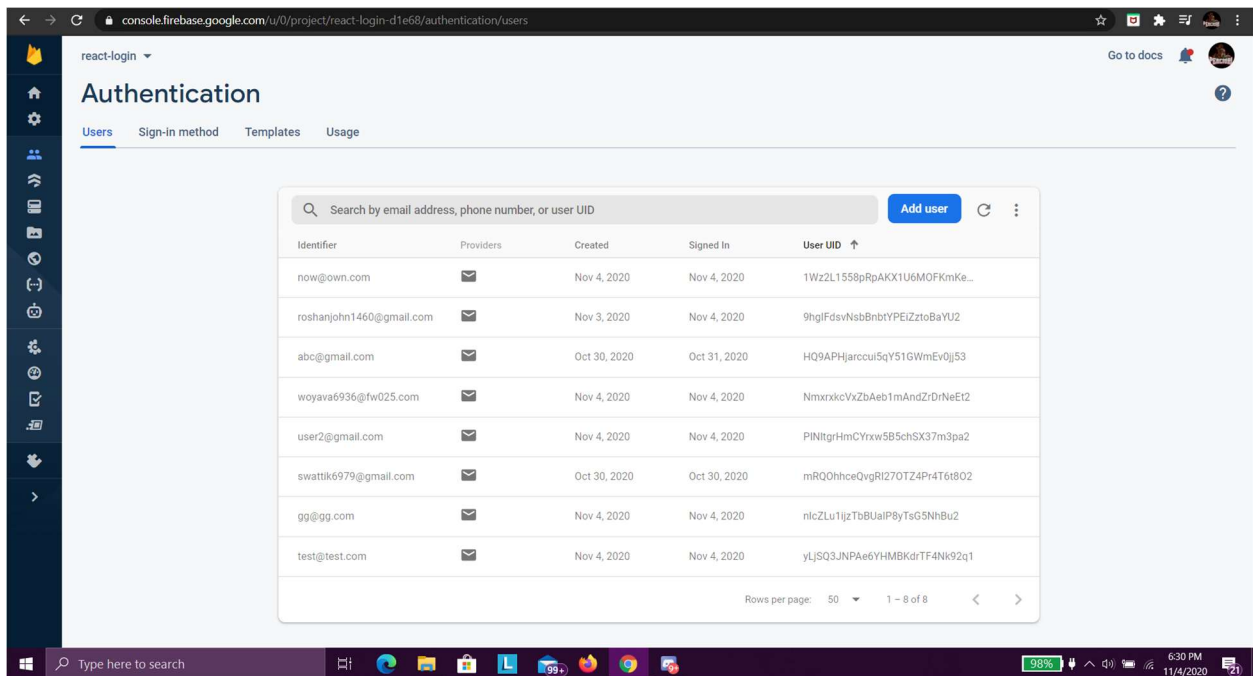 console.firebase.google.com/u/0/project/react-login-d1e68/authentication/users
react-login
Go to docs
Authentication
Users Sign-in method Templates Usage
Search by email address, phone number, or user UID
Add user
Identifier Providers Created Signed In User UID
now@own.com Nov 4, 2020 Nov 4, 2020 1Wz2L1558pRpAKX1U6MOFKmKe...
roshanjohn1460@gmail.com Nov 3, 2020 Nov 4, 2020 9hgIFdsvNsbBnbtYPEiZztoBaYU2
abc@gmail.com Oct 30, 2020 Oct 31, 2020 HQ9APHjarccui5qY51GWmEv0jj53
woyava6936@fw025.com Nov 4, 2020 Nov 4, 2020 NmxrxkcVxZbAeb1mAndZrDrNeEt2
user2@gmail.com Nov 4, 2020 Nov 4, 2020 PINltgrHmCYrxw5B5chSX37m3pa2
swattik6979@gmail.com Oct 30, 2020 Oct 30, 2020 mRQOhhceQvgRI27OTZ4Pr4T6t8O2
gg@gg.com Nov 4, 2020 Nov 4, 2020 nIcZLu1ijzTbBUaIP8yTsG5NhBu2
test@test.com Nov 4, 2020 Nov 4, 2020 yLjSQ3JNPAe6YHMBKdrTF4Nk92q1
Rows per page: 50 1 – 8 of 8
Type here to search
99+
98%
6:30 PM
11/4/2020
21